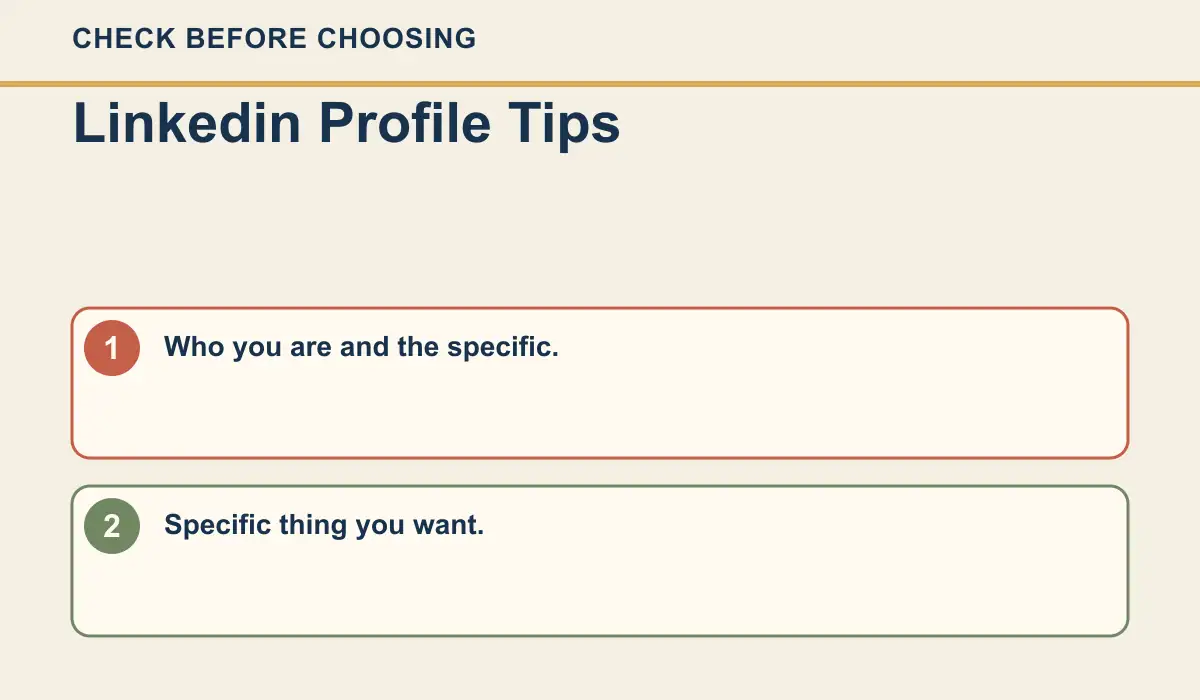 CHECK BEFORE CHOOSING
Linkedin Profile Tips
1 Who you are and the specific.
2 Specific thing you want.